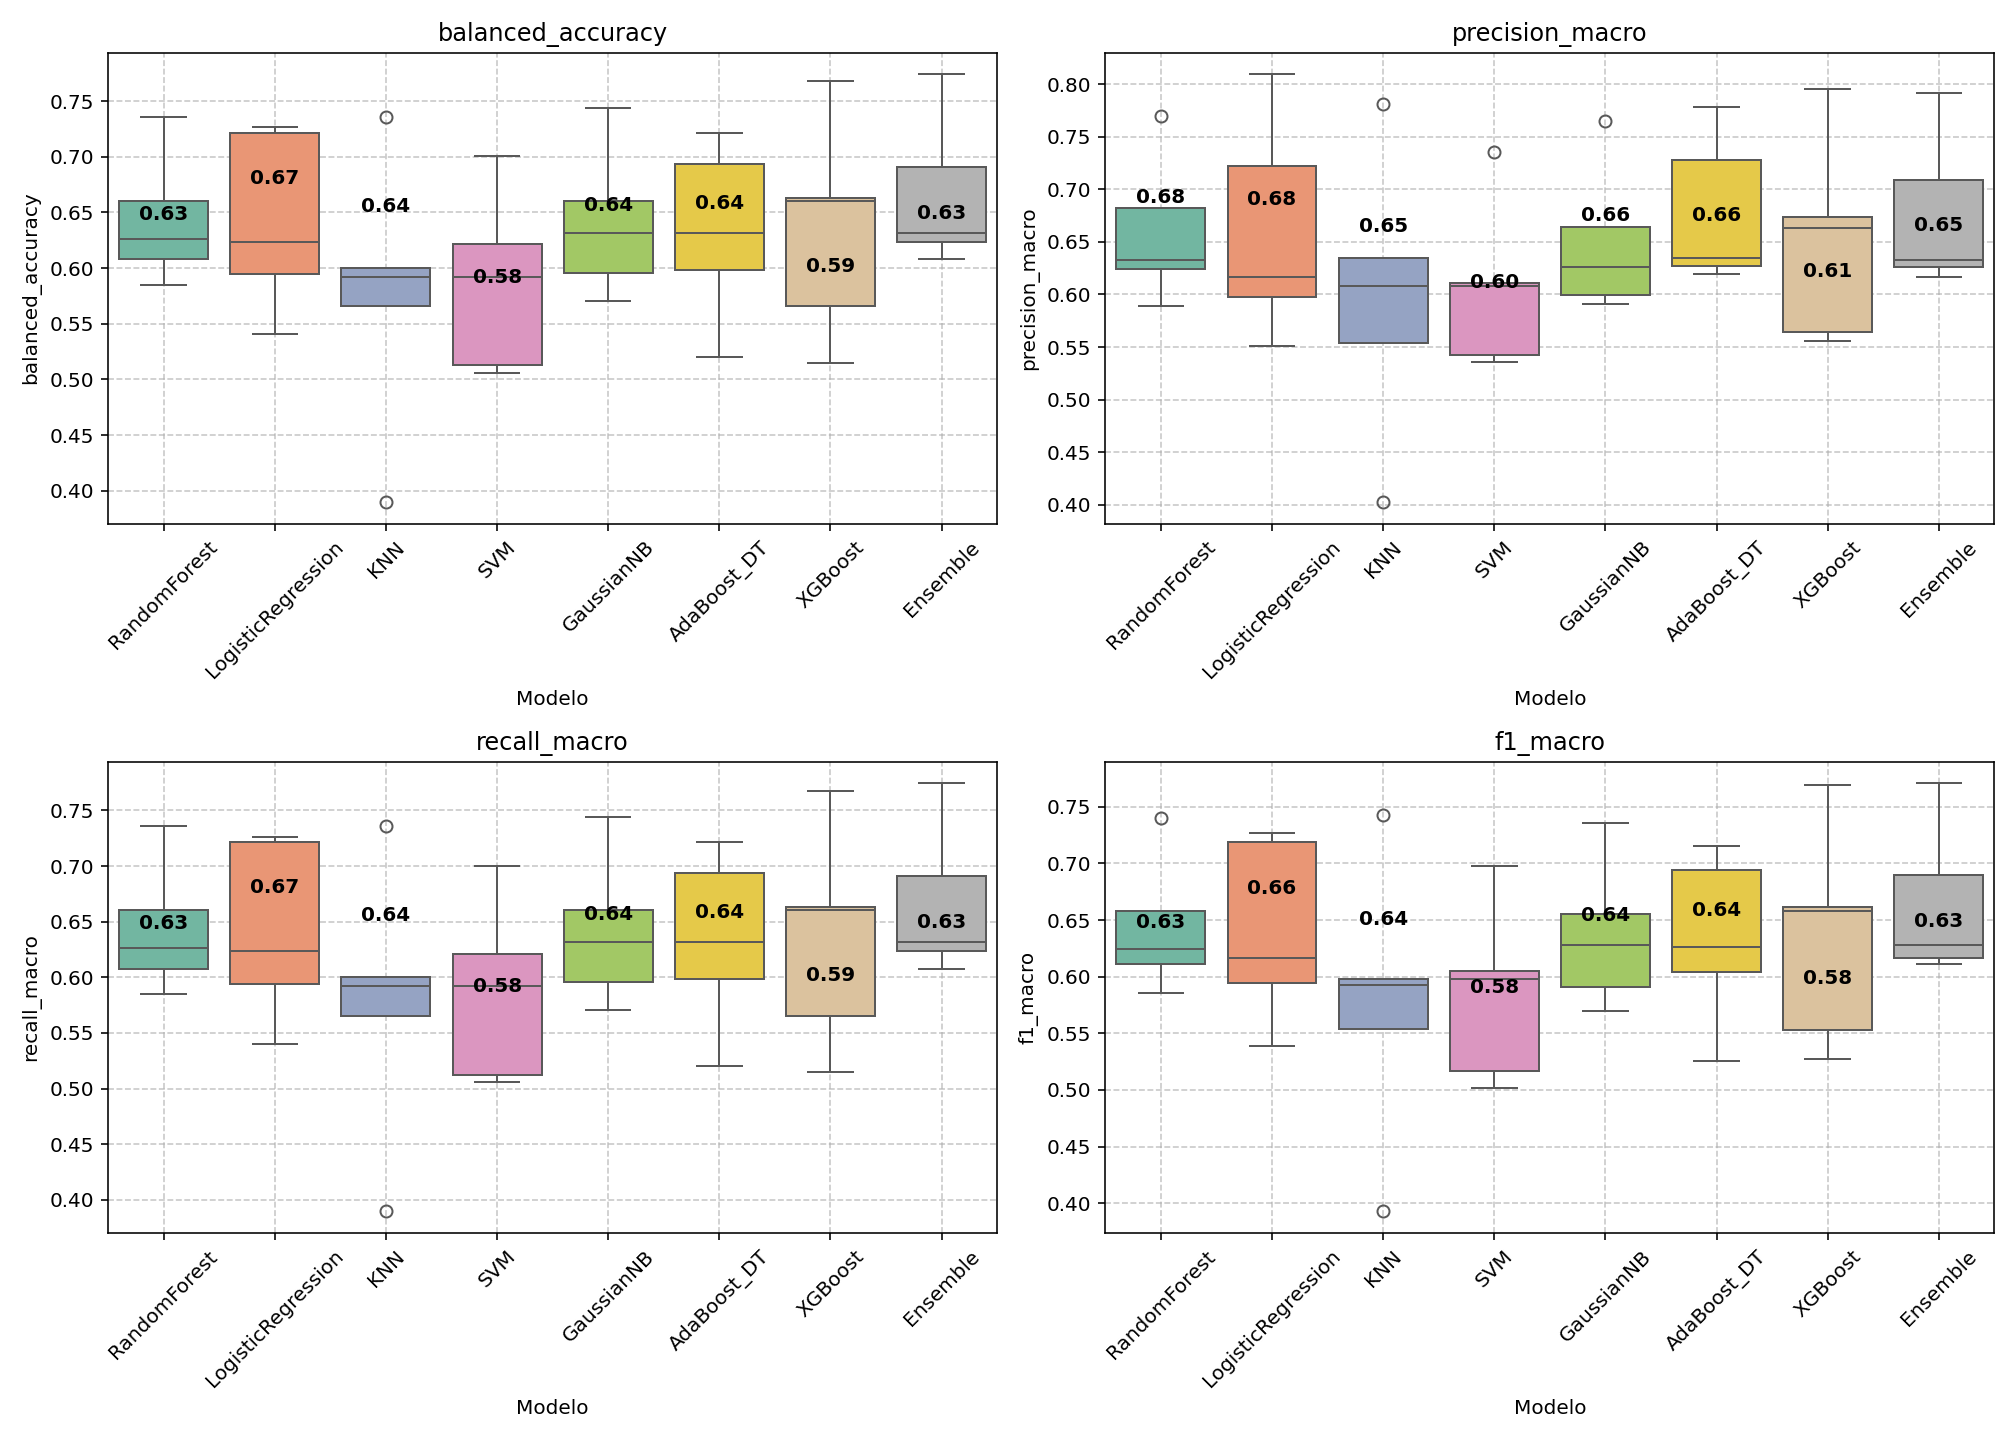 balanced_accuracy
balanced_accuracy
0.75
0.70
0.65
0.60
0.55
0.50
0.45
0.40
0.63
0.67
0.64
0.58
0.64
0.64
0.59
0.63
RandomForest
LogisticRegression
KNN
SVM
GaussianNB
AdaBoost_DT
XGBoost
Ensemble
Modelo
precision_macro
precision_macro
0.80
0.75
0.70
0.65
0.60
0.55
0.50
0.45
0.40
0.68
0.68
0.65
0.60
0.66
0.66
0.61
0.65
RandomForest
LogisticRegression
KNN
SVM
GaussianNB
AdaBoost_DT
XGBoost
Ensemble
Modelo
recall_macro
recall_macro
0.75
0.70
0.65
0.60
0.55
0.50
0.45
0.40
0.63
0.67
0.64
0.58
0.64
0.64
0.59
0.63
RandomForest
LogisticRegression
KNN
SVM
GaussianNB
AdaBoost_DT
XGBoost
Ensemble
Modelo
f1_macro
f1_macro
0.75
0.70
0.65
0.60
0.55
0.50
0.45
0.40
0.63
0.66
0.64
0.58
0.64
0.64
0.58
0.63
RandomForest
LogisticRegression
KNN
SVM
GaussianNB
AdaBoost_DT
XGBoost
Ensemble
Modelo